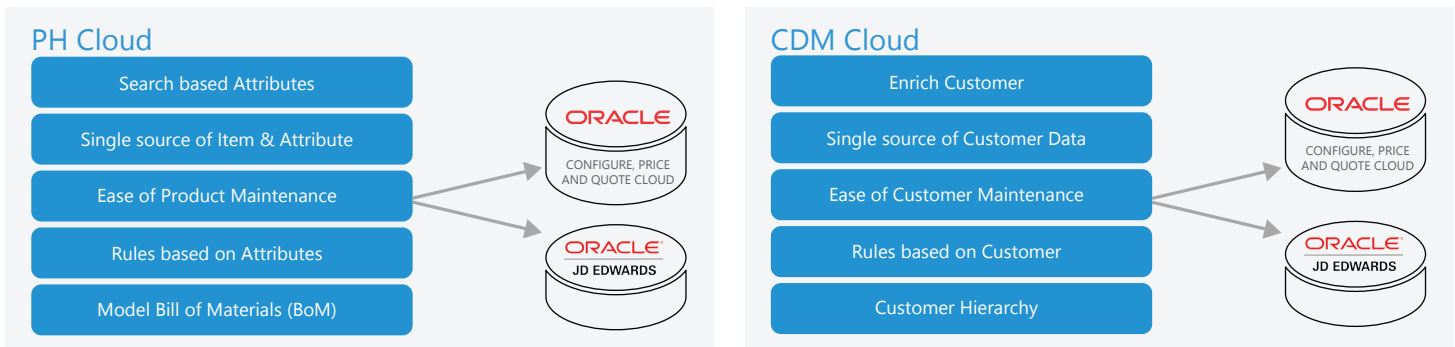 PH Cloud
Search based Attributes
Single source of Item & Attribute
Ease of Product Maintenance
Rules based on Attributes
Model Bill of Materials (BoM)
ORACLE
CONFIGURE, PRICE
AND QUOTE CLOUD
ORACLE
JD EDWARDS
CDM Cloud
Enrich Customer
Single source of Customer Data
Ease of Customer Maintenance
Rules based on Customer
Customer Hierarchy
ORACLE
CONFIGURE, PRICE
AND QUOTE CLOUD
ORACLE
JD EDWARDS